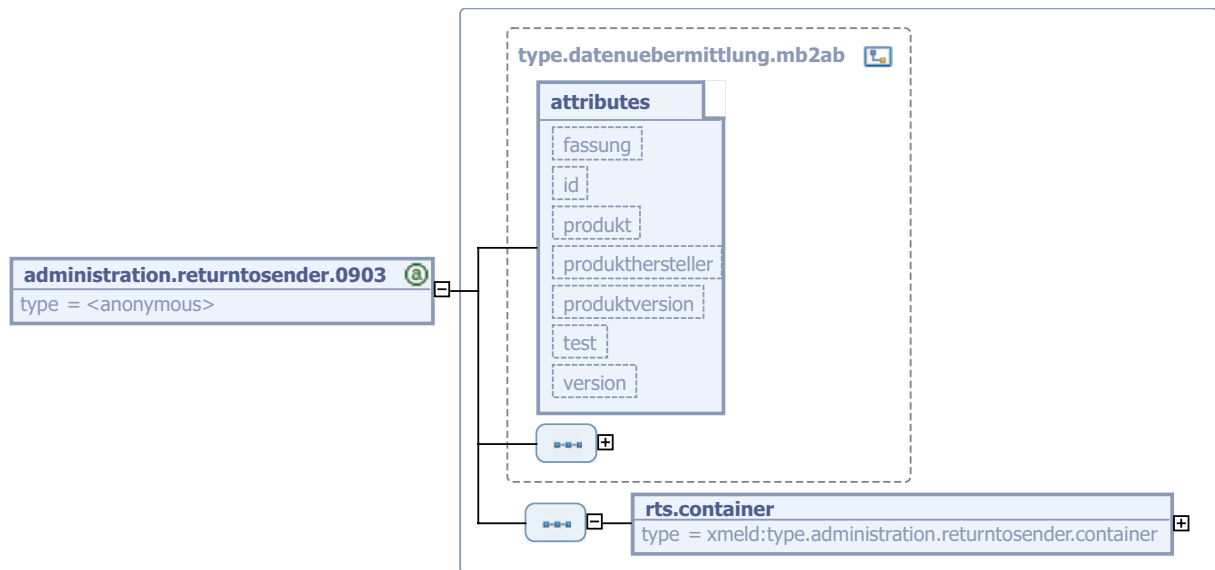 type.datenuebermittlung.mb2ab
attributes
fassung
id
produkt
produkthersteller
produktversion
test
version
administration.returntosender.0903
type = <anonymous>
rts.container
type = xmeld:type.administration.returntosender.container